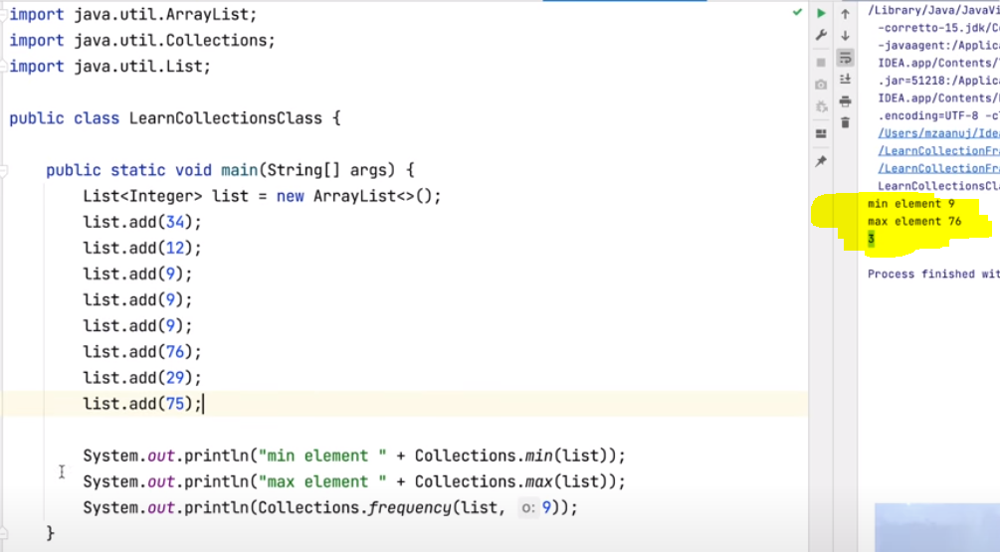 import java.util.ArrayList;
import java.util.Collections;
import java.util.List;
public class LearnCollectionsClass {
public static void main(String[] args) {
List<Integer> list = new ArrayList<>();
list.add(34);
list.add(12);
list.add(9);
list.add(9);
list.add(9);
list.add(76);
list.add(29);
list.add(75);
System.out.println("min element " + Collections.min(list));
System.out.println("max element " + Collections.max(list));
System.out.println(Collections.frequency(list, o: 9));
}
/Library/Java/JavaVi
-corretto-15.jdk/C
-javaagent:/Applic
IDEA.app/Contents/
.jar=51218:/Applic
IDEA.app/Contents/
.encoding=UTF-8 -c
/Users/mzaanuj/Ide
/LearnCollectionFr
/LearnCollectionFr
LearnCollectionsCl
min element 9
max element 76
3
Process finished wit